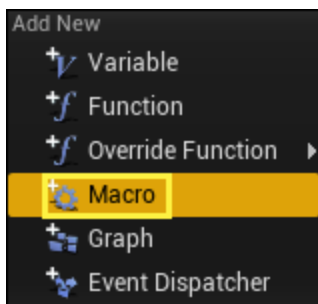 Add New
Variable
Function
Override Function
Macro
Graph
Event Dispatcher